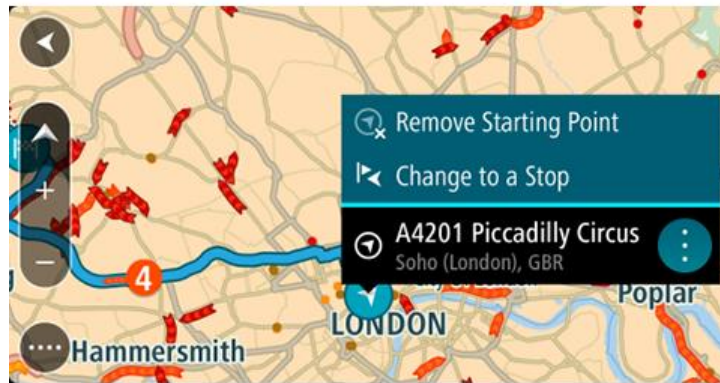 Remove Starting Point
Change to a Stop
A4201 Piccadilly Circus
Soho (London), GBR
4
Poplar
LONDON
Hammersmith